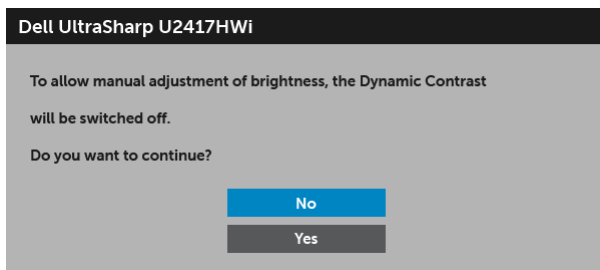 Dell UltraSharp U2417HWi
To allow manual adjustment of brightness, the Dynamic Contrast
will be switched off.
Do you want to continue?
No
Yes